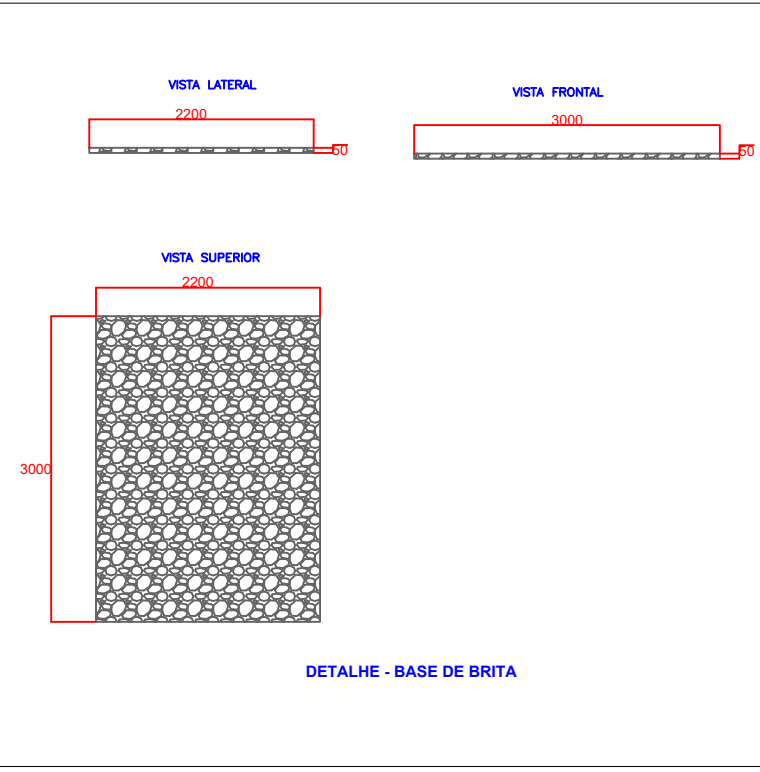 VISTA LATERAL
2200
50
VISTA FRONTAL
3000
50
VISTA SUPERIOR
2200
3000
DETALHE - BASE DE BRITA